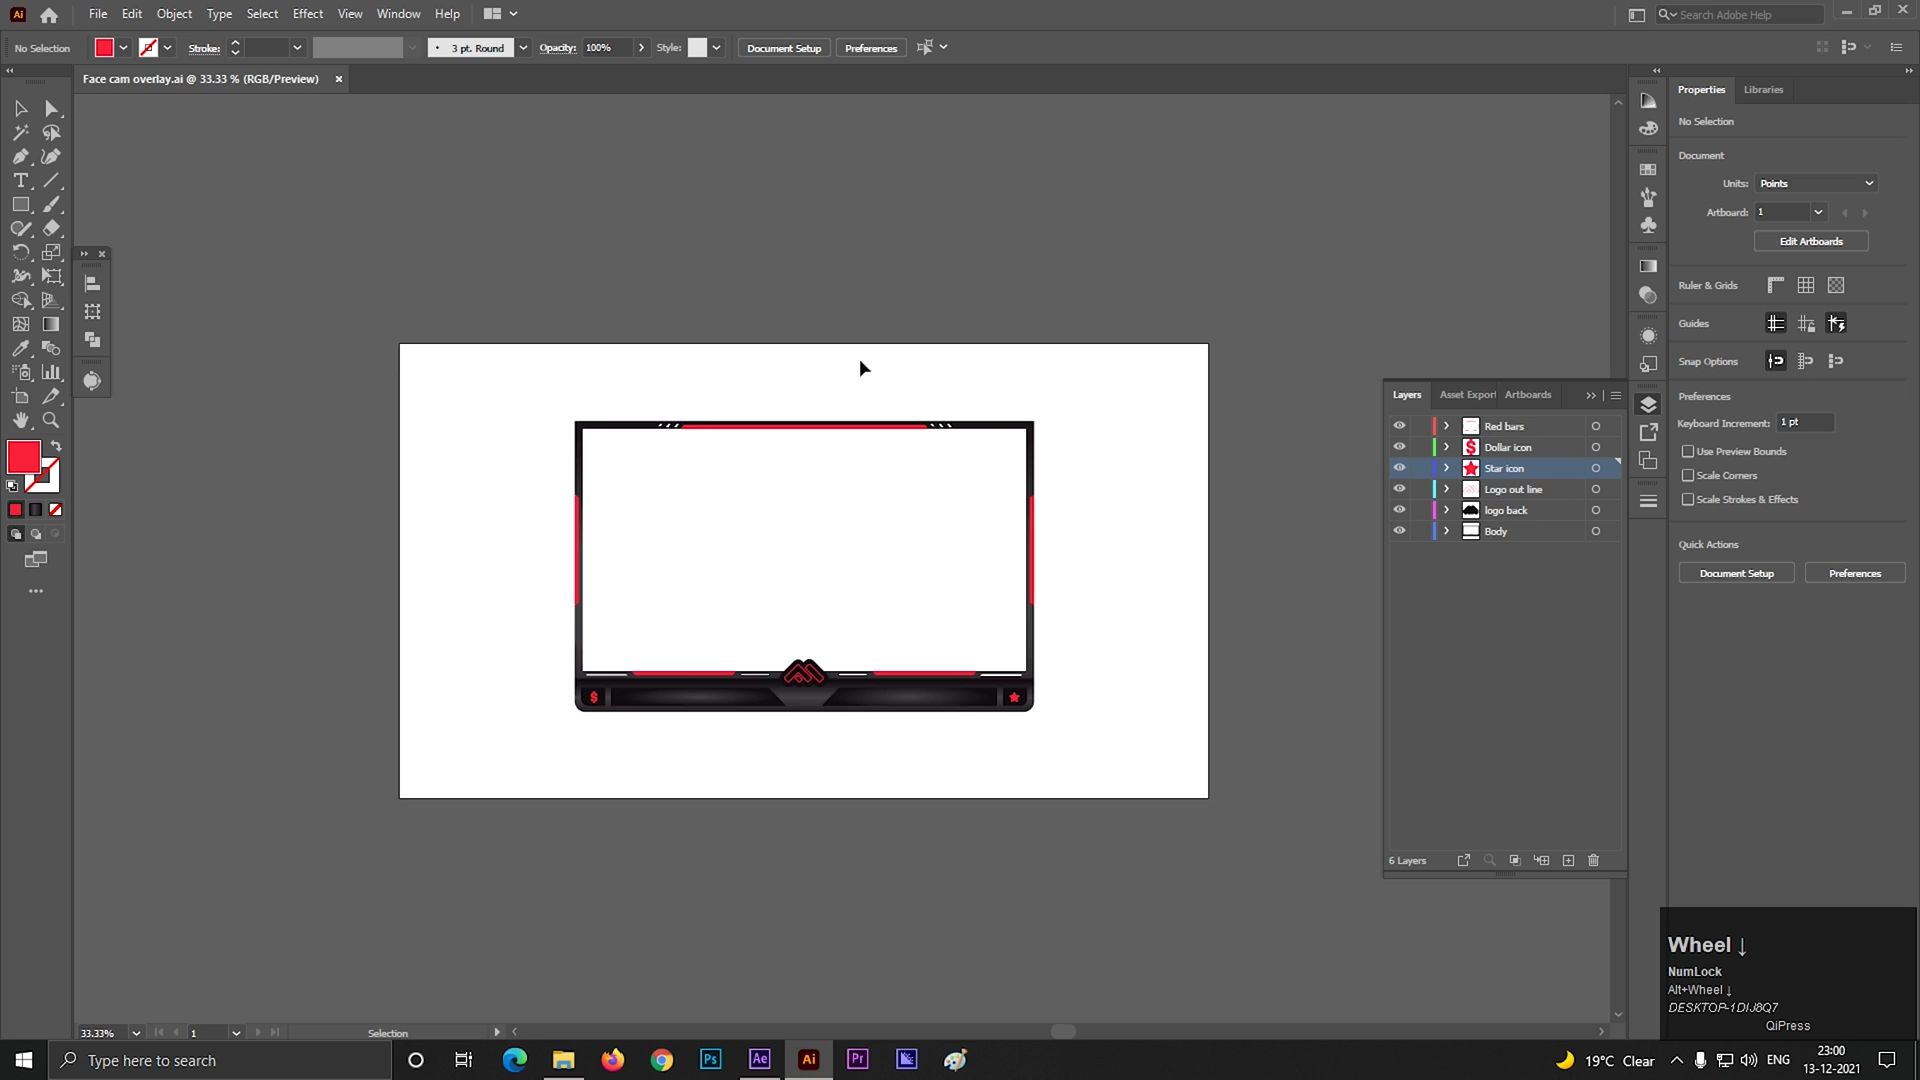 Ai File Edit Object Type Select Effect View Window Help Search Adobe Help
No Selection Stroke: 3 pt. Round Opacity: 100% Style: Document Setup Preferences
Face cam overlay.ai @ 33.33 % (RGB/Preview) ×
Properties Libraries
No Selection
Document
Units: Points
Artboard: 1
Edit Artboards
Ruler & Grids
Guides
Snap Options
Preferences
Keyboard Increment: 1 pt
Use Preview Bounds
Scale Corners
Scale Strokes & Effects
Quick Actions
Document Setup Preferences
Layers Asset Export Artboards
Red bars
Dollar icon
Star icon
Logo out line
logo back
Body
6 Layers
$
Wheel ↓
NumLock
Alt+Wheel ↓
DESKTOP-1DIJ8Q7
QiPress
33.33% 1 Selection
Type here to search
Ps Ae Ai Pr
19°C Clear ENG
23:00
13-12-2021